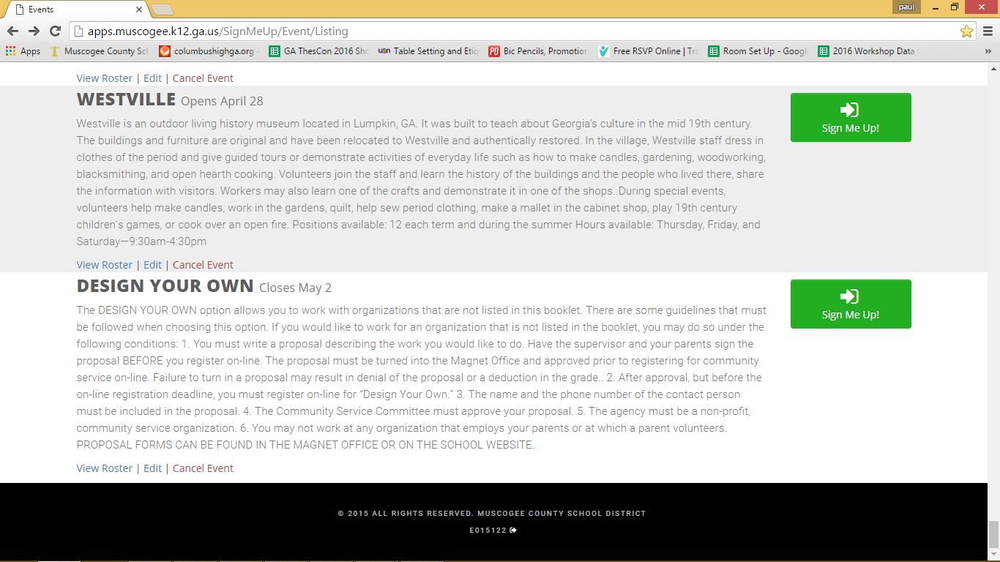 Events
paul
apps.muscogee.k12.ga.us/SignMeUp/Event/Listing
Apps Muscogee County Sch columbushighga.org - GA ThesCon 2016 Sho Table Setting and Etiq Bic Pencils, Promotion Free RSVP Online | Tra Room Set Up - Google 2016 Workshop Data
View Roster | Edit | Cancel Event
WESTVILLE Opens April 28
Sign Me Up!
Westville is an outdoor living history museum located in Lumpkin, GA. It was built to teach about Georgia's culture in the mid 19th century.
The buildings and furniture are original and have been relocated to Westville and authentically restored. In the village, Westville staff dress in
clothes of the period and give guided tours or demonstrate activities of everyday life such as how to make candles, gardening, woodworking,
blacksmithing, and open hearth cooking. Volunteers join the staff and learn the history of the buildings and the people who lived there, share
the information with visitors. Workers may also learn one of the crafts and demonstrate it in one of the shops. During special events,
volunteers help make candles, work in the gardens, quilt, help sew period clothing, make a mallet in the cabinet shop, play 19th century
children's games, or cook over an open fire. Positions available: 12 each term and during the summer Hours available: Thursday, Friday, and
Saturday—9:30am-4:30pm
View Roster | Edit | Cancel Event
DESIGN YOUR OWN Closes May 2
Sign Me Up!
The DESIGN YOUR OWN option allows you to work with organizations that are not listed in this booklet. There are some guidelines that must
be followed when choosing this option. If you would like to work for an organization that is not listed in the booklet, you may do so under the
following conditions: 1. You must write a proposal describing the work you would like to do. Have the supervisor and your parents sign the
proposal BEFORE you register on-line. The proposal must be turned into the Magnet Office and approved prior to registering for community
service on-line. Failure to turn in a proposal may result in denial of the proposal or a deduction in the grade.. 2. After approval, but before the
on-line registration deadline, you must register on-line for “Design Your Own.” 3. The name and the phone number of the contact person
must be included in the proposal. 4. The Community Service Committee must approve your proposal. 5. The agency must be a non-profit,
community service organization. 6. You may not work at any organization that employs your parents or at which a parent volunteers.
PROPOSAL FORMS CAN BE FOUND IN THE MAGNET OFFICE OR ON THE SCHOOL WEBSITE.
View Roster | Edit | Cancel Event
© 2015 ALL RIGHTS RESERVED. MUSCOGEE COUNTY SCHOOL DISTRICT
E015122